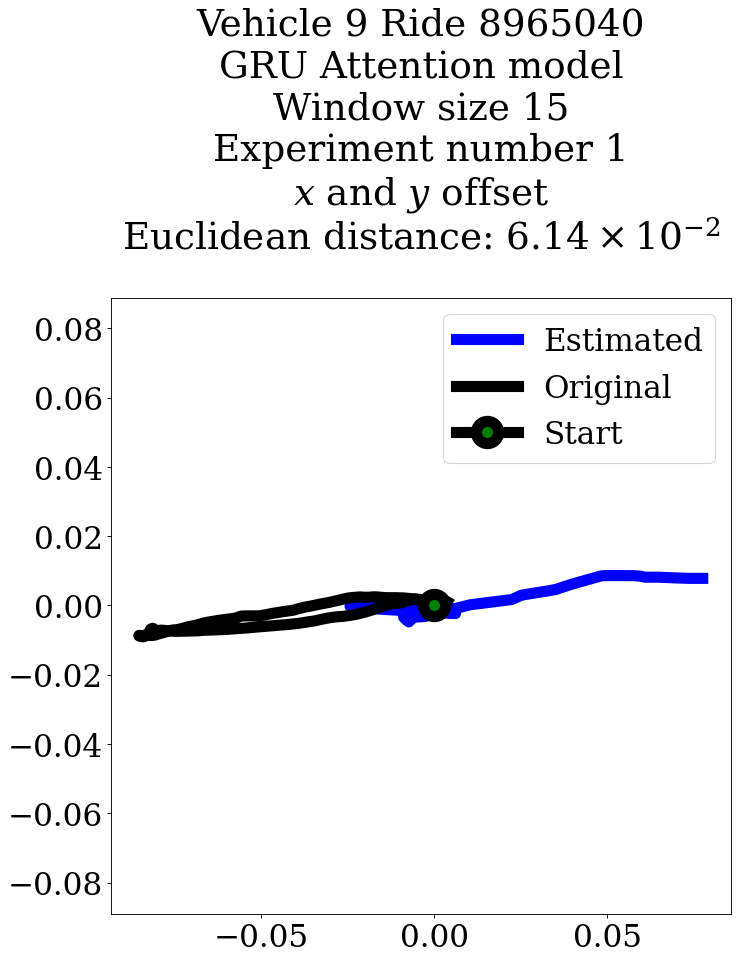 Vehicle 9 Ride 8965040
GRU Attention model
Window size 15
Experiment number 1
x and y offset
Euclidean distance: 6.14 × 10⁻²
Estimated
Original
Start
0.08
0.06
0.04
0.02
0.00
−0.02
−0.04
−0.06
−0.08
−0.05
0.00
0.05